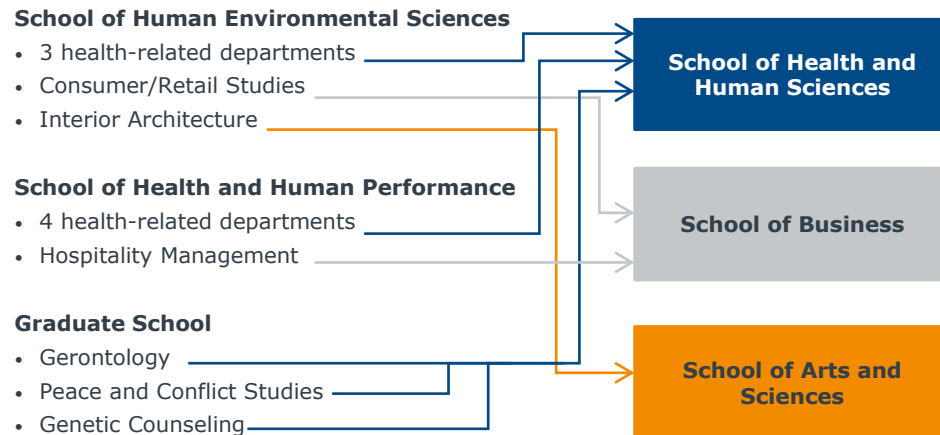 School of Human Environmental Sciences
• 3 health-related departments
• Consumer/Retail Studies
• Interior Architecture
School of Health and Human Performance
• 4 health-related departments
• Hospitality Management
Graduate School
• Gerontology
• Peace and Conflict Studies
• Genetic Counseling
School of Health and
Human Sciences
School of Business
School of Arts and
Sciences